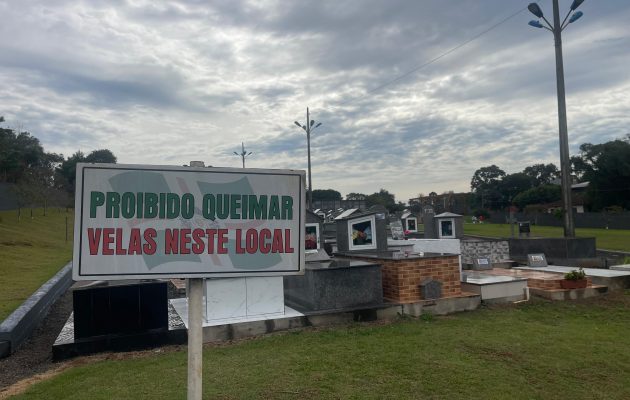 PROIBIDO QUEIMAR
VELAS NESTE LOCAL